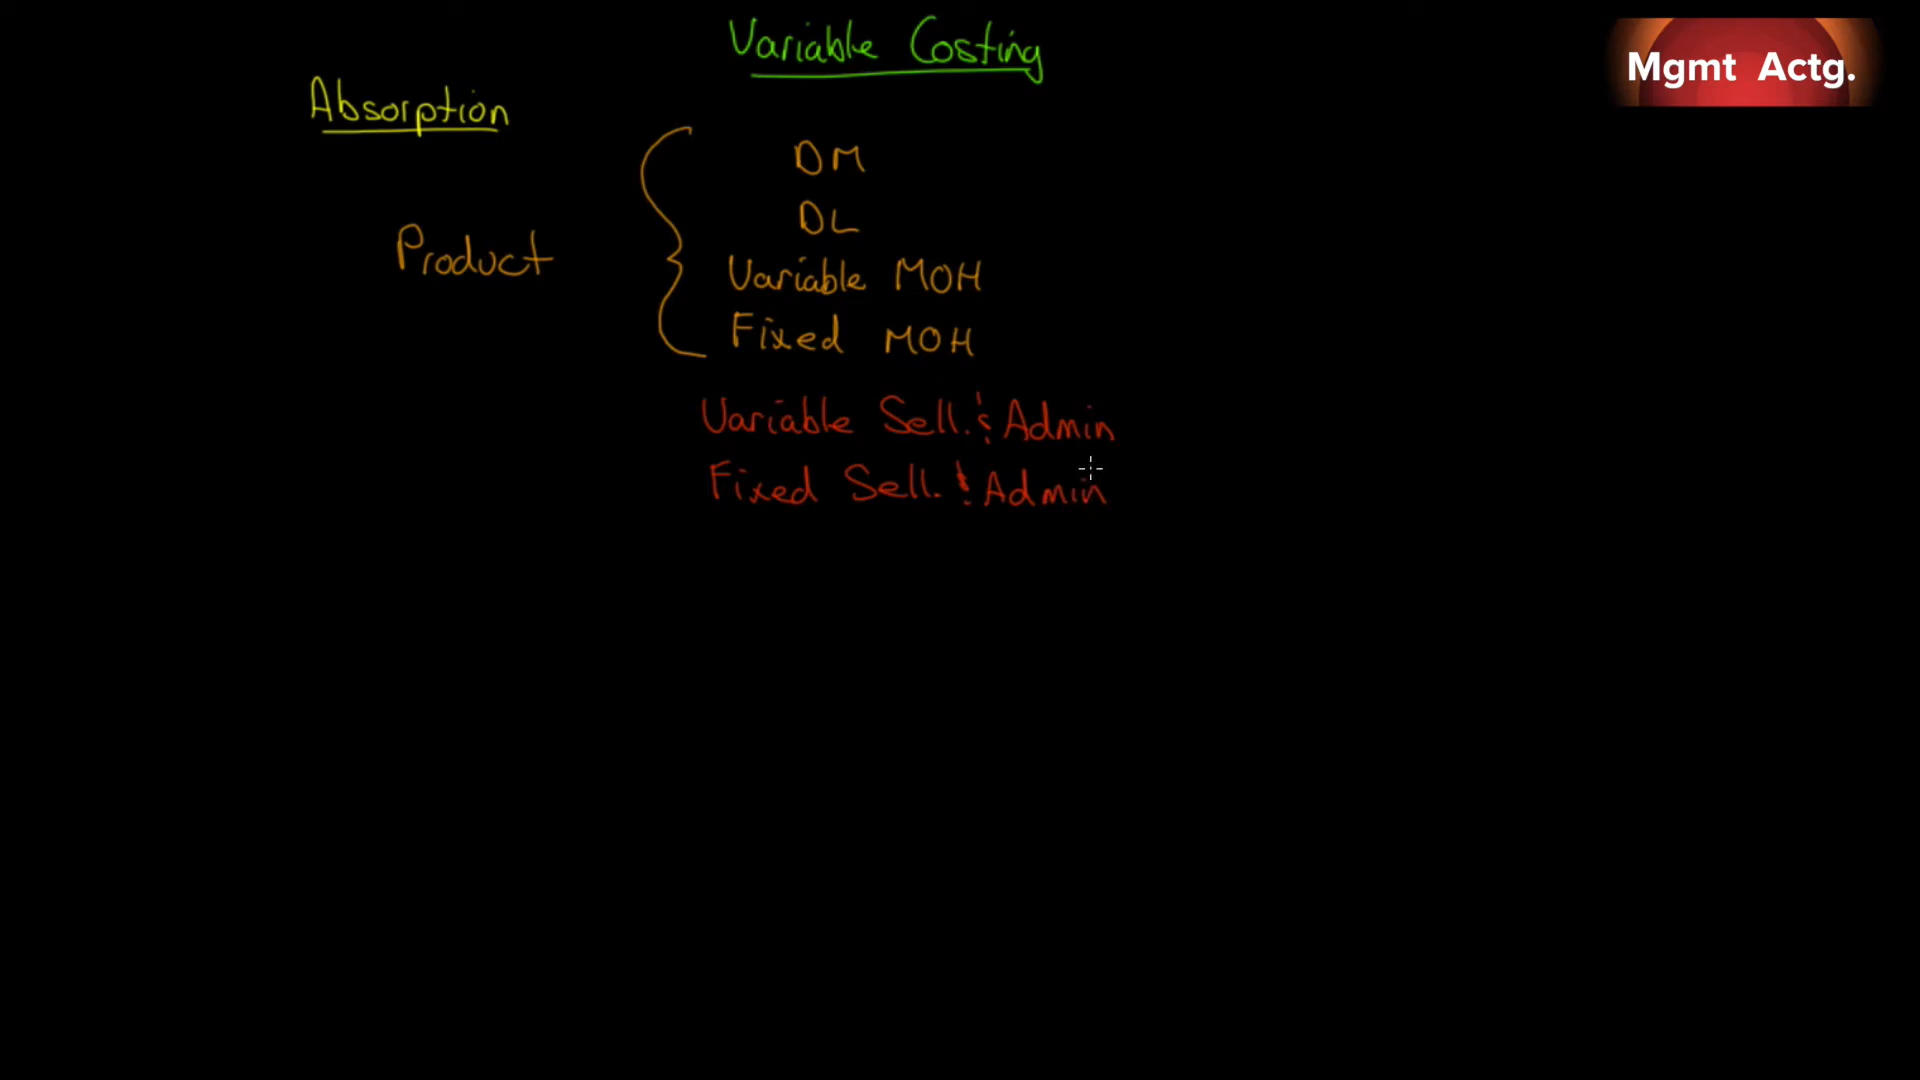 Variable Costing
Mgmt Actg.
Absorption
DM
DL
Product
Variable MOH
Fixed MOH
Variable Sell. & Admin
Fixed Sell. & Admin